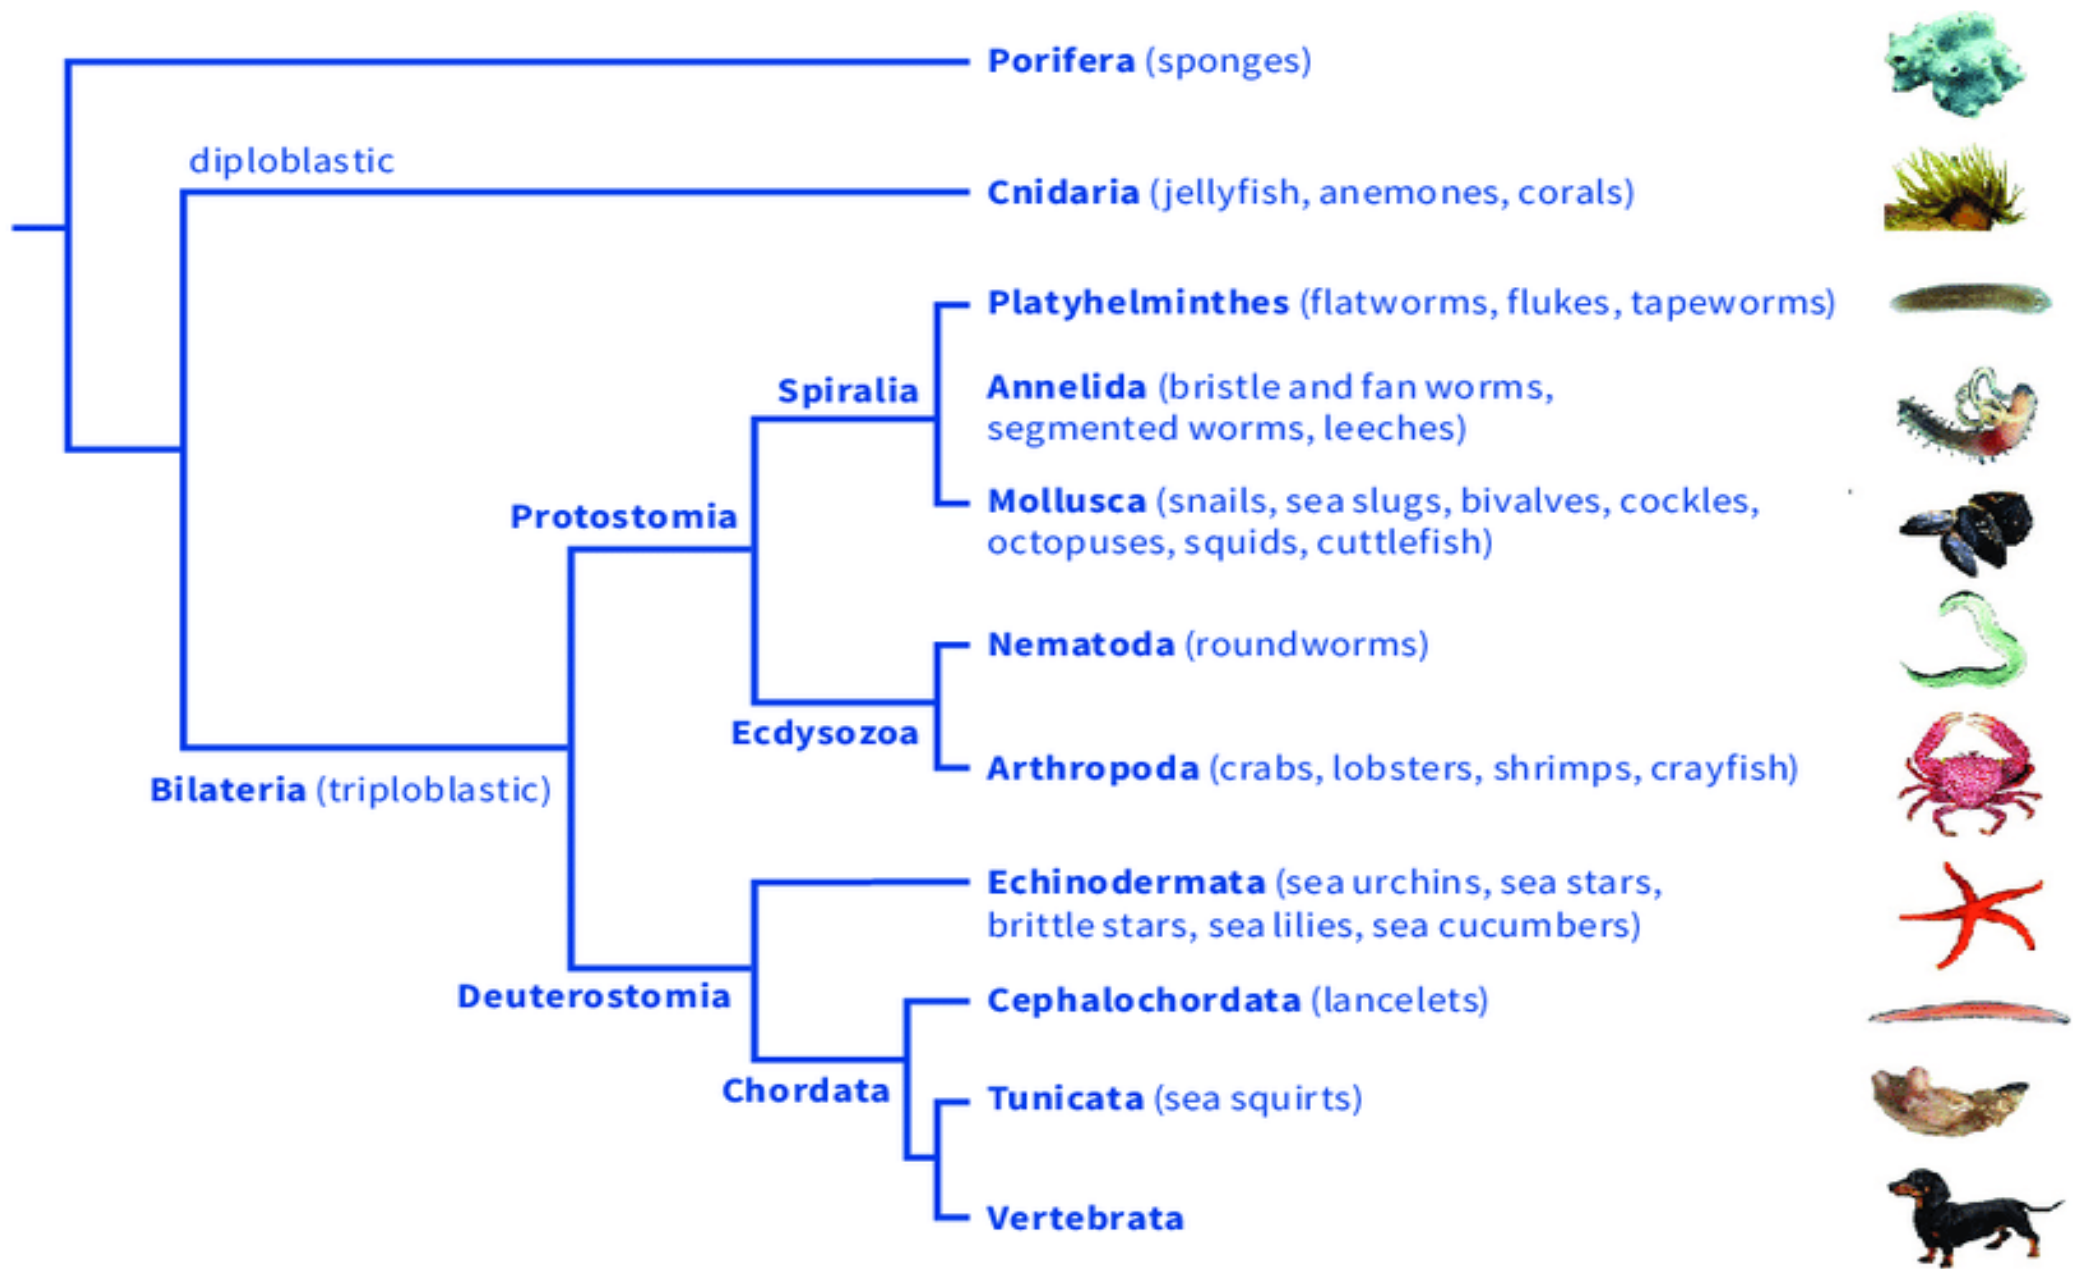 Porifera (sponges)
diploblastic
Cnidaria (jellyfish, anemones, corals)
Platyhelminthes (flatworms, flukes, tapeworms)
Spiralia
Annelida (bristle and fan worms,
segmented worms, leeches)
Protostomia
Mollusca (snails, sea slugs, bivalves, cockles,
octopuses, squids, cuttlefish)
Nematoda (roundworms)
Ecdysozoa
Arthropoda (crabs, lobsters, shrimps, crayfish)
Bilateria (triploblastic)
Echinodermata (sea urchins, sea stars,
brittle stars, sea lilies, sea cucumbers)
Deuterostomia
Cephalochordata (lancelets)
Chordata
Tunicata (sea squirts)
Vertebrata